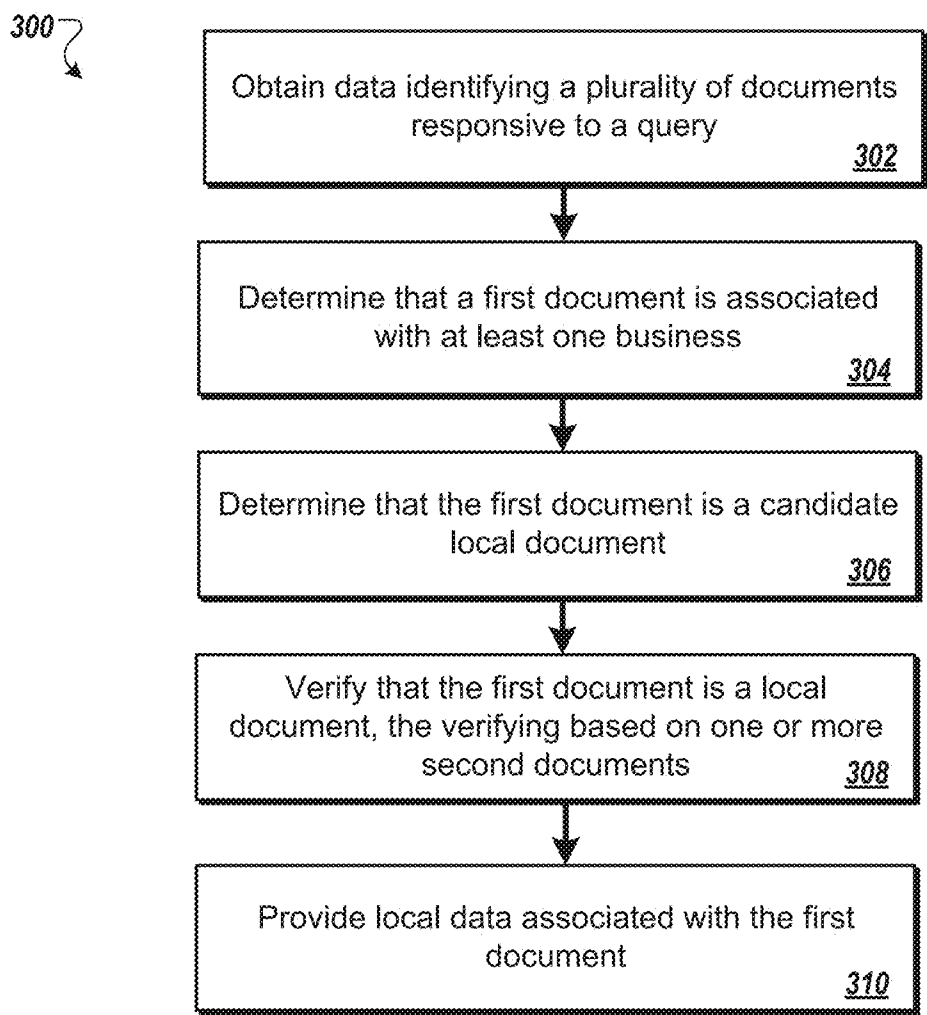 300
Obtain data identifying a plurality of documents
responsive to a query
302
Determine that a first document is associated
with at least one business
304
Determine that the first document is a candidate
local document
306
Verify that the first document is a local
document, the verifying based on one or more
second documents
308
Provide local data associated with the first
document
310